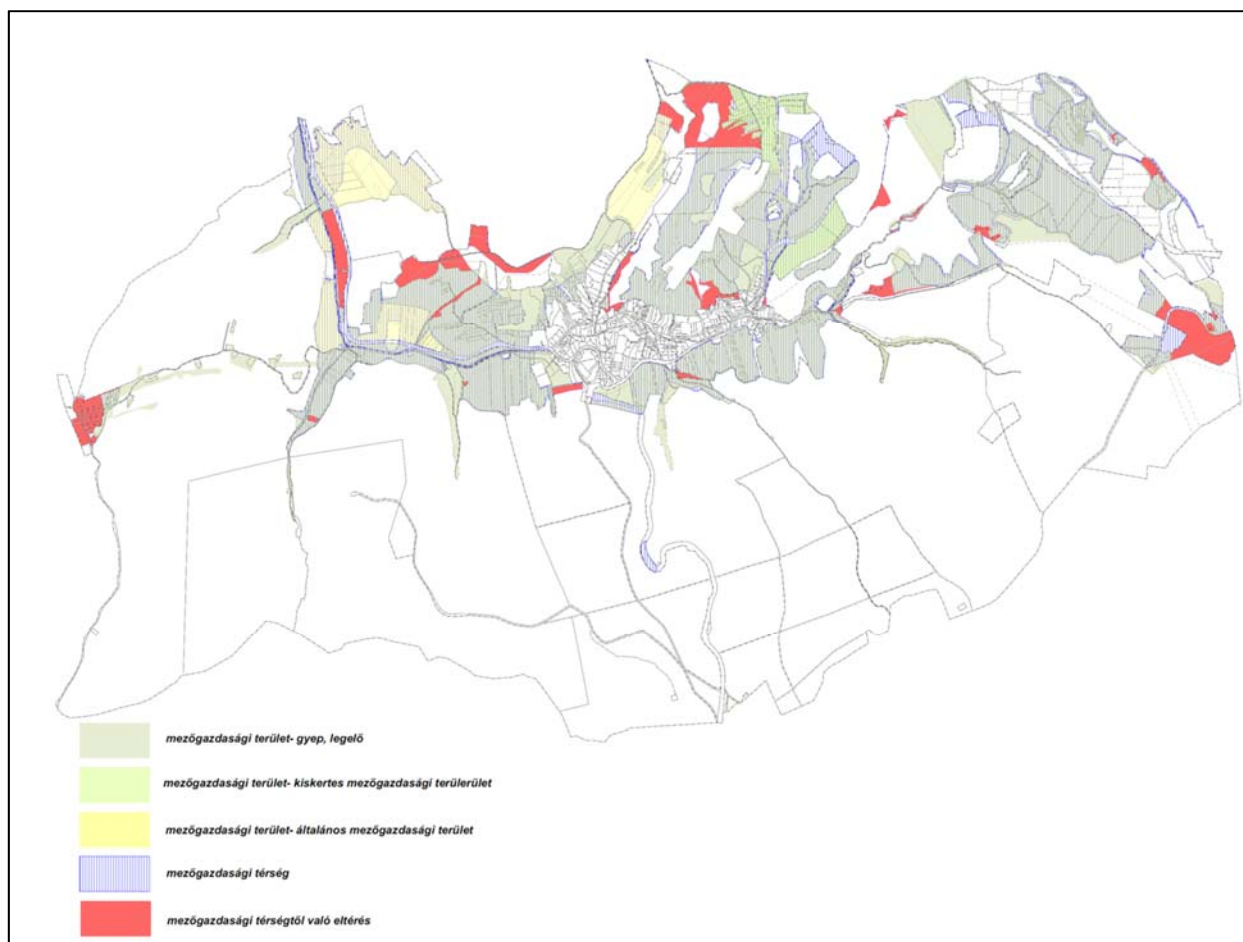 mezőgazdasági terület- gyep, legelő
mezőgazdasági terület- kiskertes mezőgazdasági terülerület
mezőgazdasági terület- általános mezőgazdasági terület
mezőgazdasági térség
mezőgazdasági térségtől való eltérés